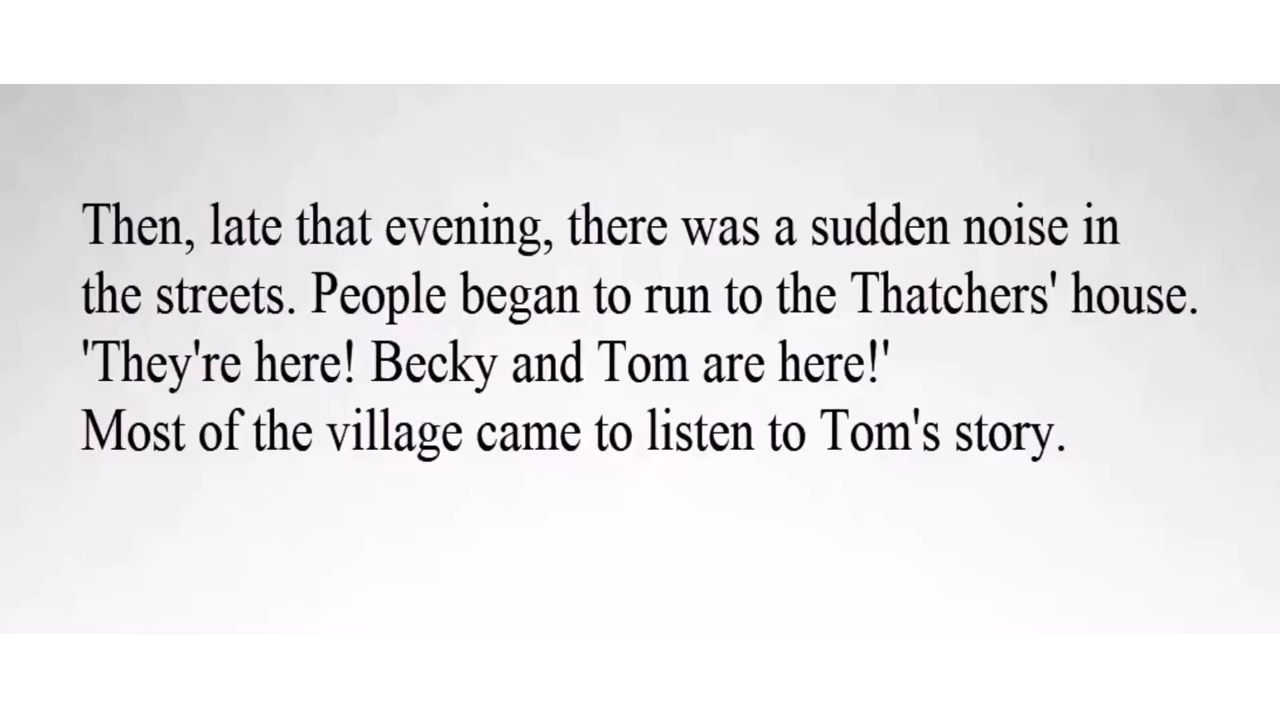 Then, late that evening, there was a sudden noise in
the streets. People began to run to the Thatchers' house.
'They're here! Becky and Tom are here!'
Most of the village came to listen to Tom's story.